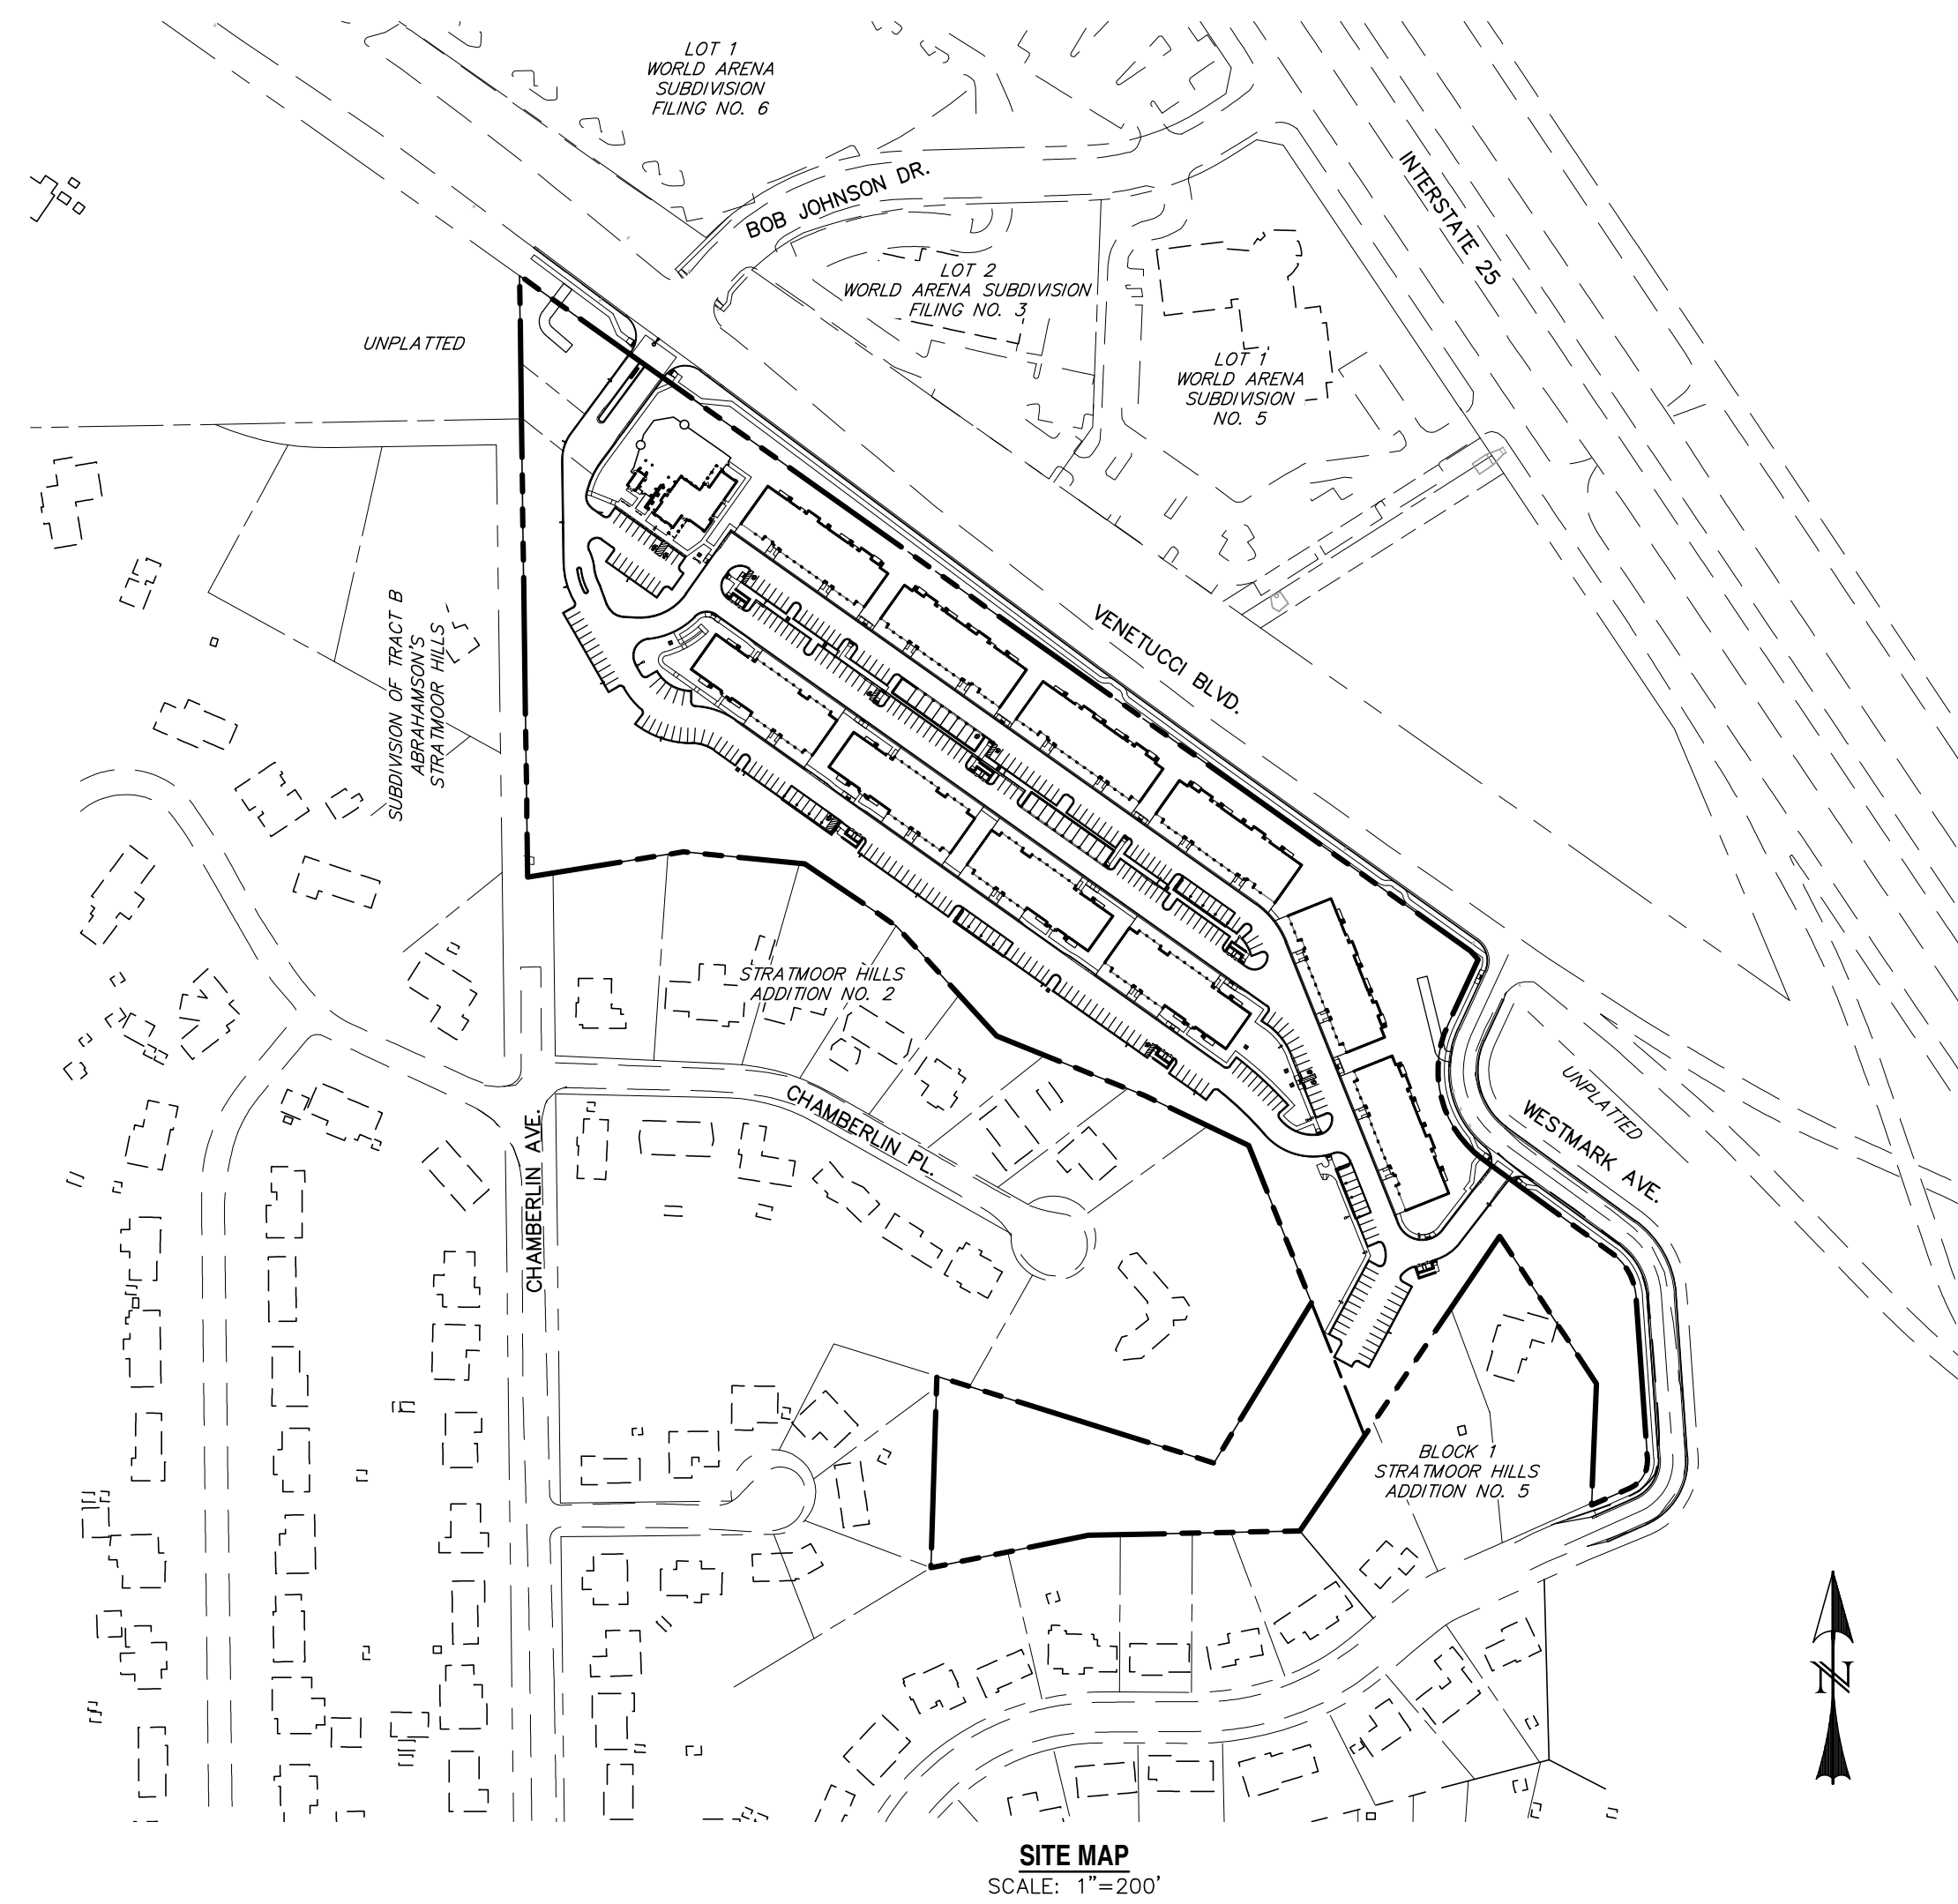 LOT 1
WORLD ARENA
SUBDIVISION
FILING NO. 6
BOB JOHNSON DR.
INTERSTATE 25
LOT 2
WORLD ARENA SUBDIVISION
FILING NO. 3
UNPLATTED
LOT 1
WORLD ARENA
SUBDIVISION
NO. 5
SUBDIVISION OF TRACT B
ABRAHAMSON'S
STRATMOOR HILLS
VENETUCCI BLVD.
STRATMOOR HILLS
ADDITION NO. 2
UNPLATTED
WESTMARK AVE.
CHAMBERLIN PL.
CHAMBERLIN AVE.
BLOCK 1
STRATMOOR HILLS
ADDITION NO. 5
N
SITE MAP
SCALE: 1"=200'